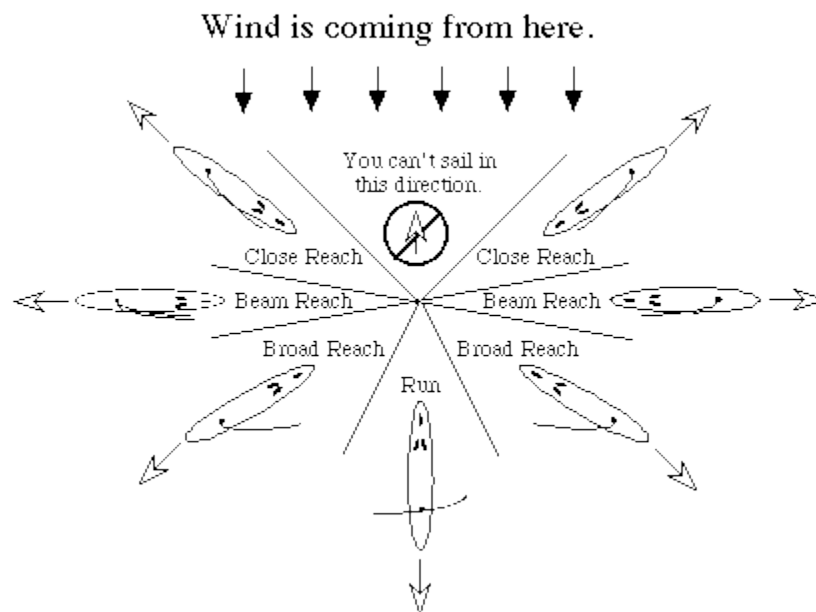 Wind is coming from here.
You can't sail in
this direction.
Close Reach
Close Reach
Beam Reach
Beam Reach
Broad Reach
Broad Reach
Run